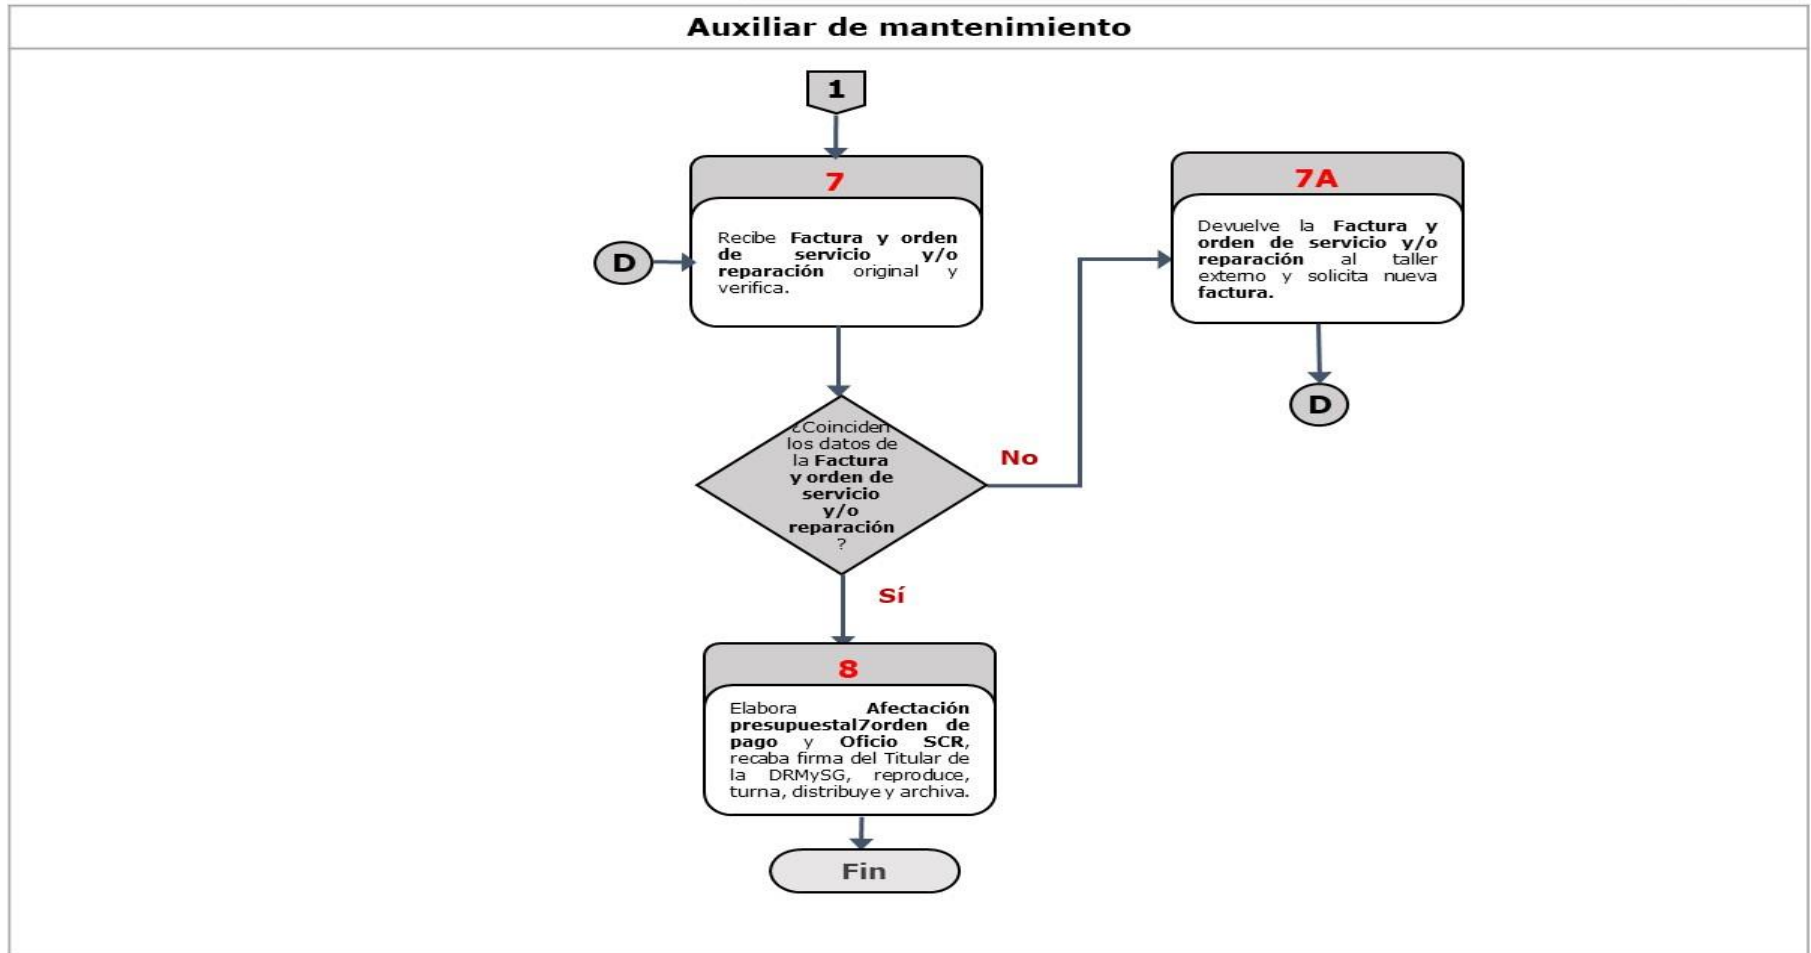 Auxiliar de mantenimiento
1
7
Recibe Factura y orden
de servicio y/o
reparación original y
verifica.
D
7A
Devuelve la Factura y
orden de servicio y/o
reparación al taller
externo y solicita nueva
factura.
D
¿Coinciden
los datos de
la Factura
y orden de
servicio
y/o
reparación
?
No
Sí
8
Elabora Afectación
presupuestal7orden de
pago y Oficio SCR,
recaba firma del Titular de
la DRMySG, reproduce,
turna, distribuye y archiva.
Fin